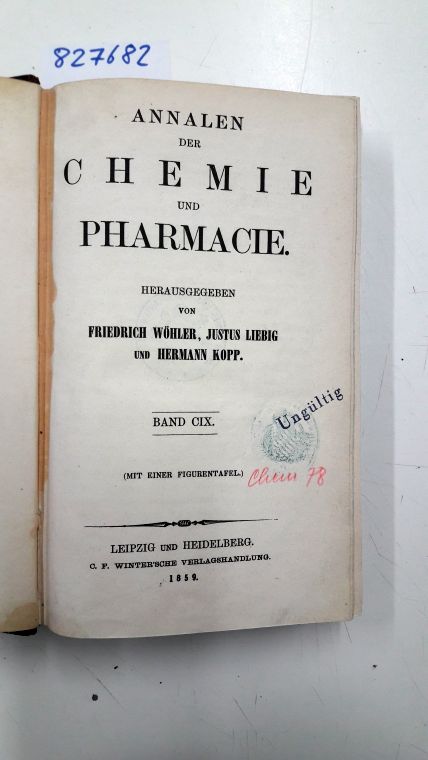 827682
ANNALEN
DER
CHEMIE
UND
PHARMACIE.
HERAUSGEGEBEN
VON
FRIEDRICH WÖHLER, JUSTUS LIEBIG
UND HERMANN KOPP.
BAND CIX.
Ungültig
(MIT EINER FIGURENTAFEL.)
Chem 78
LEIPZIG UND HEIDELBERG.
C. F. WINTER'SCHE VERLAGSHANDLUNG.
1859.